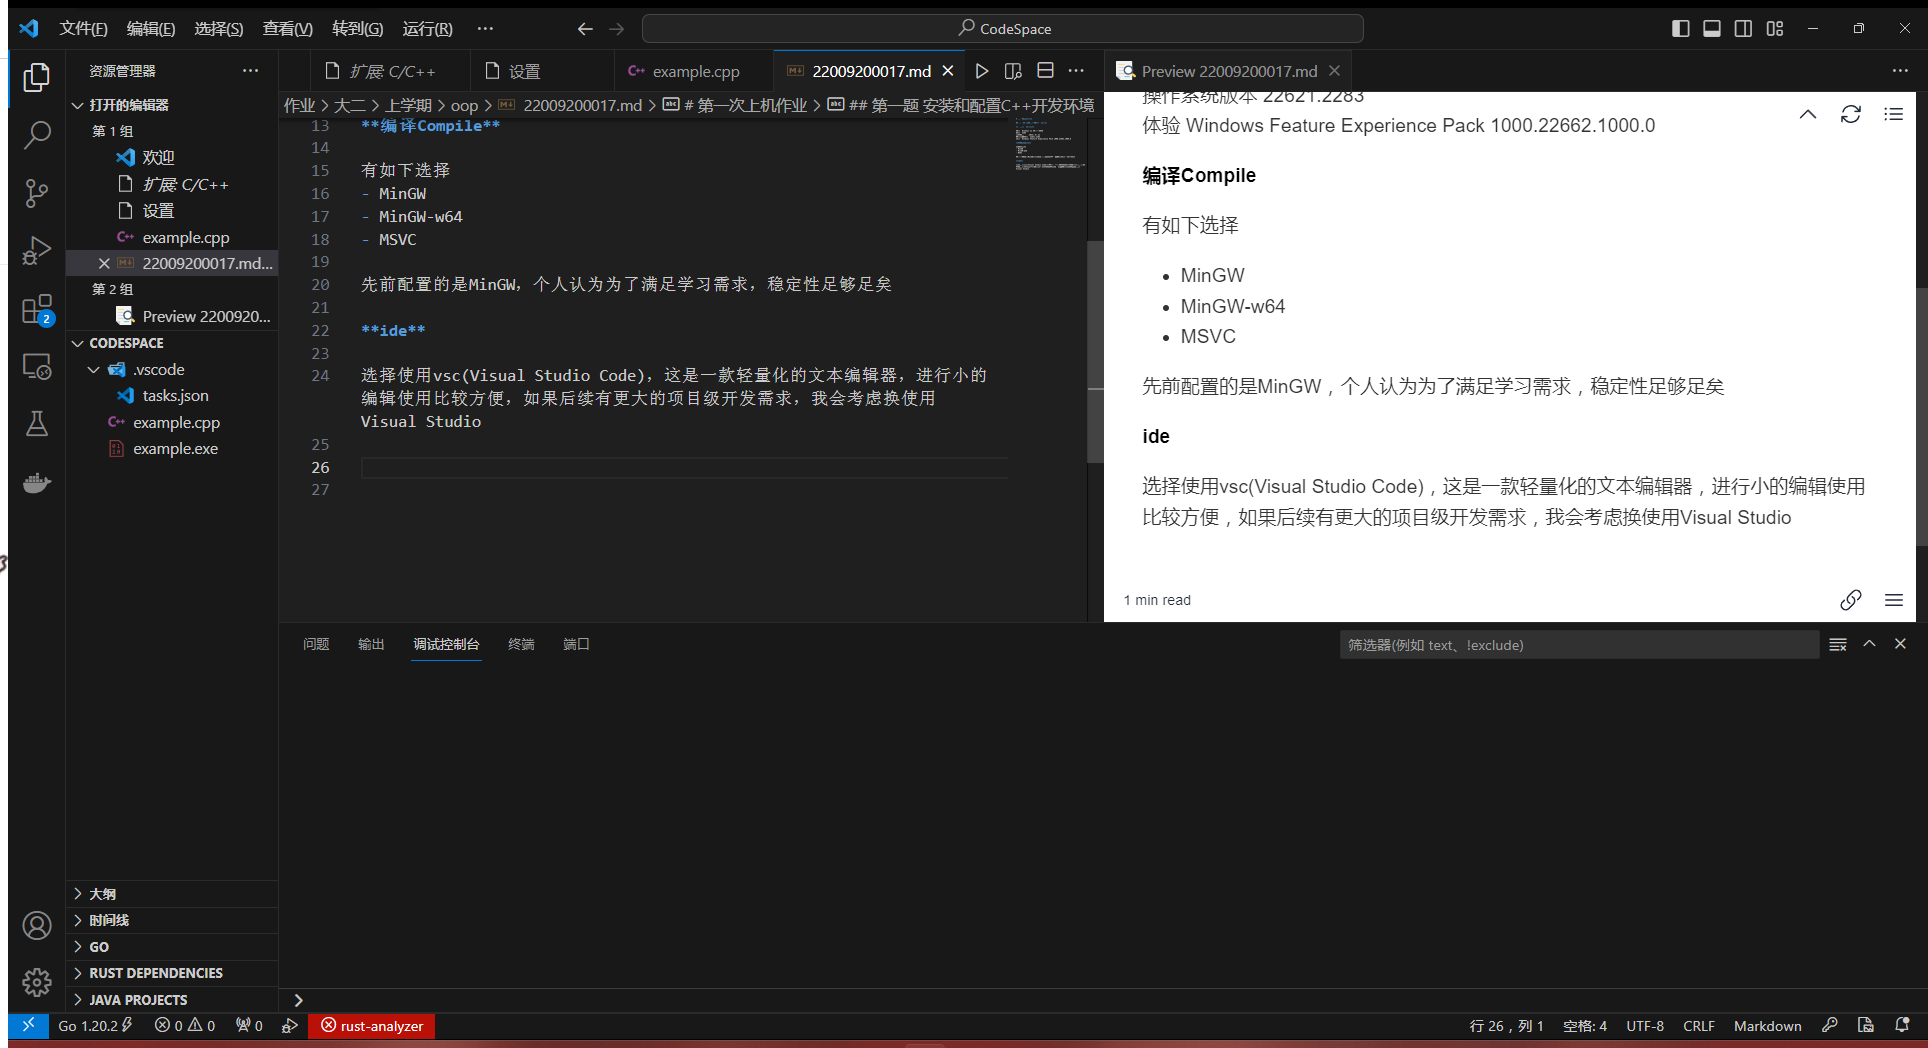 文件(F) 编辑(E) 选择(S) 查看(V) 转到(G) 运行(R) ··· CodeSpace
资源管理器
打开的编辑器
第 1 组
欢迎
扩展: C/C++
设置
example.cpp
22009200017.md...
第 2 组
Preview 2200920...
CODESPACE
.vscode
tasks.json
example.cpp
example.exe
大纲
时间线
GO
RUST DEPENDENCIES
JAVA PROJECTS
扩展: C/C++ 设置 example.cpp 22009200017.md
作业 > 大二 > 上学期 > oop > 22009200017.md > # 第一次上机作业 > ## 第一题 安装和配置C++开发环境
13 **编译Compile**
14
15 有如下选择
16 - MinGW
17 - MinGW-w64
18 - MSVC
19
20 先前配置的是MinGW，个人认为为了满足学习需求，稳定性足够足矣
21
22 **ide**
23
24 选择使用vsc(Visual Studio Code)，这是一款轻量化的文本编辑器，进行小的
编辑使用比较方便，如果后续有更大的项目级开发需求，我会考虑换使用
Visual Studio
25
26
27
Preview 22009200017.md
操作系统版本 22621.2283
体验 Windows Feature Experience Pack 1000.22662.1000.0
编译Compile
有如下选择
• MinGW
• MinGW-w64
• MSVC
先前配置的是MinGW，个人认为为了满足学习需求，稳定性足够足矣
ide
选择使用vsc(Visual Studio Code)，这是一款轻量化的文本编辑器，进行小的编辑使用
比较方便，如果后续有更大的项目级开发需求，我会考虑换使用Visual Studio
1 min read
问题 输出 调试控制台 终端 端口 筛选器(例如 text、!exclude)
Go 1.20.2 0 0 0 rust-analyzer 行 26，列 1 空格: 4 UTF-8 CRLF Markdown